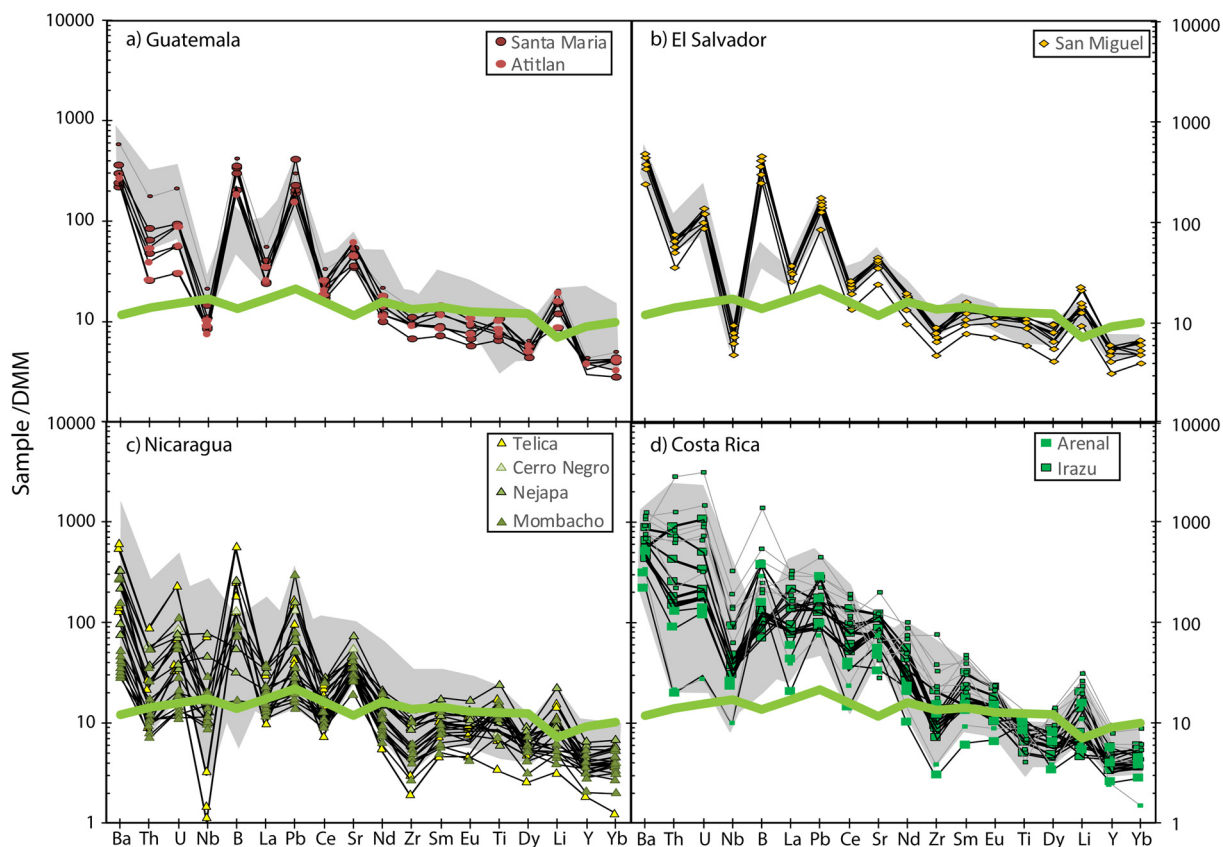 10000
1000
100
10
a) Guatemala
Santa Maria
Atitlan
b) El Salvador
San Miguel
10000
1000
100
10
Sample /DMM
10000
1000
100
10
1
c) Nicaragua
Telica
Cerro Negro
Nejapa
Mombacho
d) Costa Rica
Arenal
Irazu
10000
1000
100
10
1
Ba Th U Nb B La Pb Ce Sr Nd Zr Sm Eu Ti Dy Li Y Yb
Ba Th U Nb B La Pb Ce Sr Nd Zr Sm Eu Ti Dy Li Y Yb